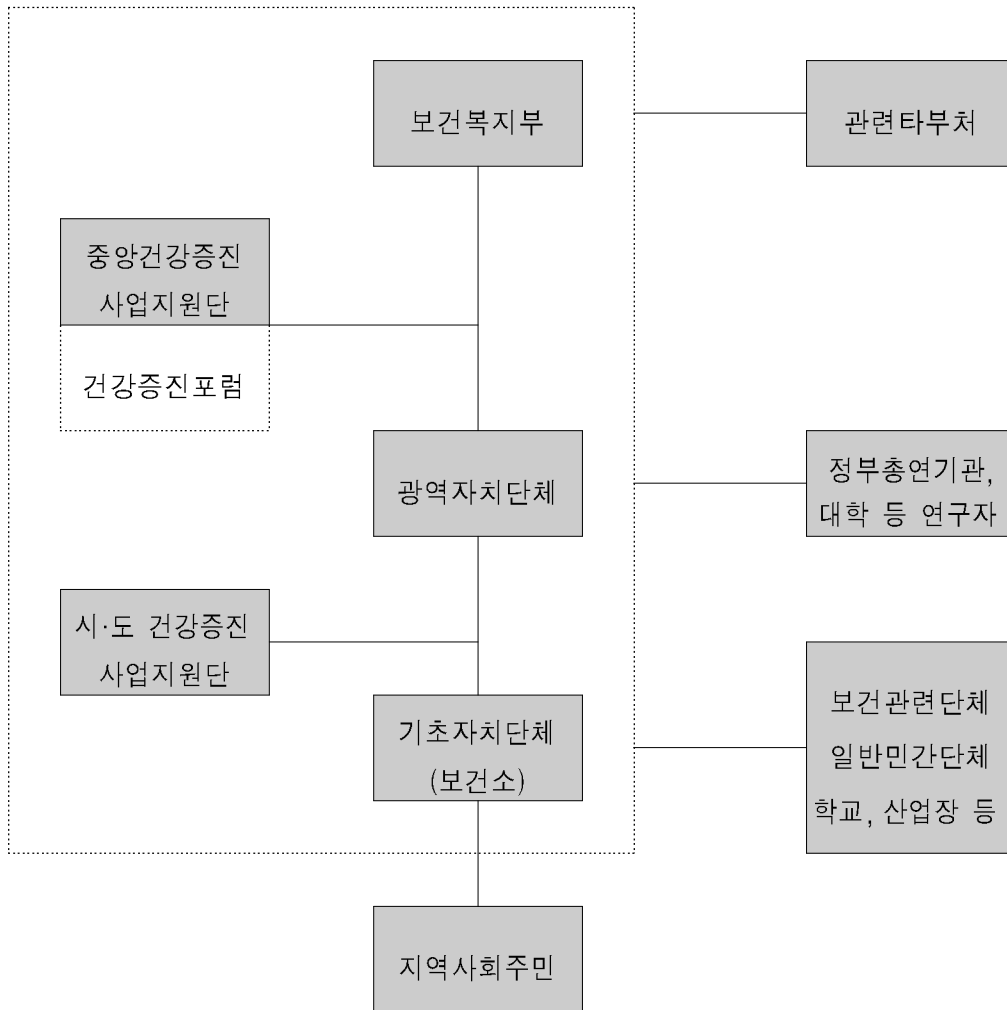 보건복지부
관련타부처
중앙건강증진
사업지원단
건강증진포럼
광역자치단체
정부총연기관,
대학 등 연구자
시·도 건강증진
사업지원단
기초자치단체
(보건소)
보건관련단체
일반민간단체
학교, 산업장 등
지역사회주민